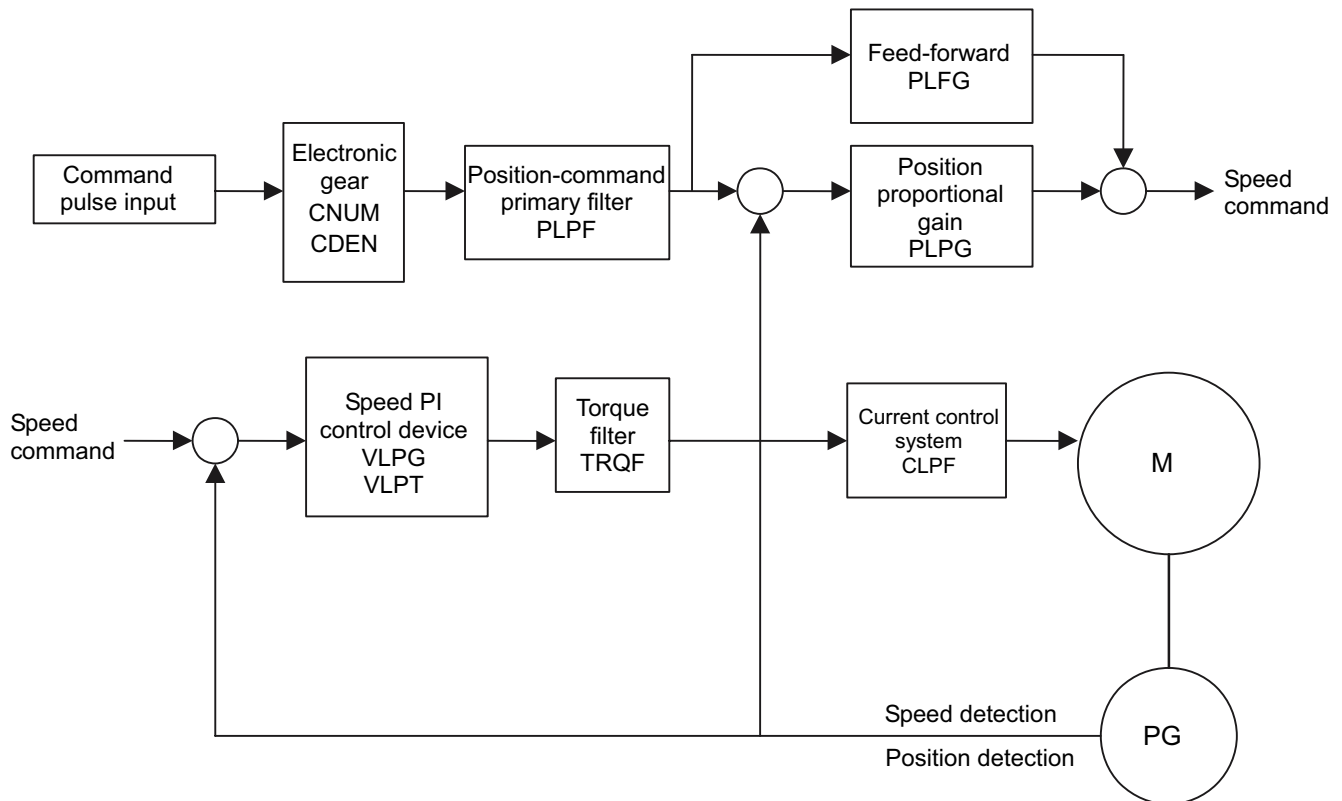 Feed-forward
PLFG
Command
pulse input
Electronic
gear
CNUM
CDEN
Position-command
primary filter
PLPF
Position
proportional
gain
PLPG
Speed
command
Speed
command
Speed PI
control device
VLPG
VLPT
Torque
filter
TRQF
Current control
system
CLPF
M
Speed detection
Position detection
PG